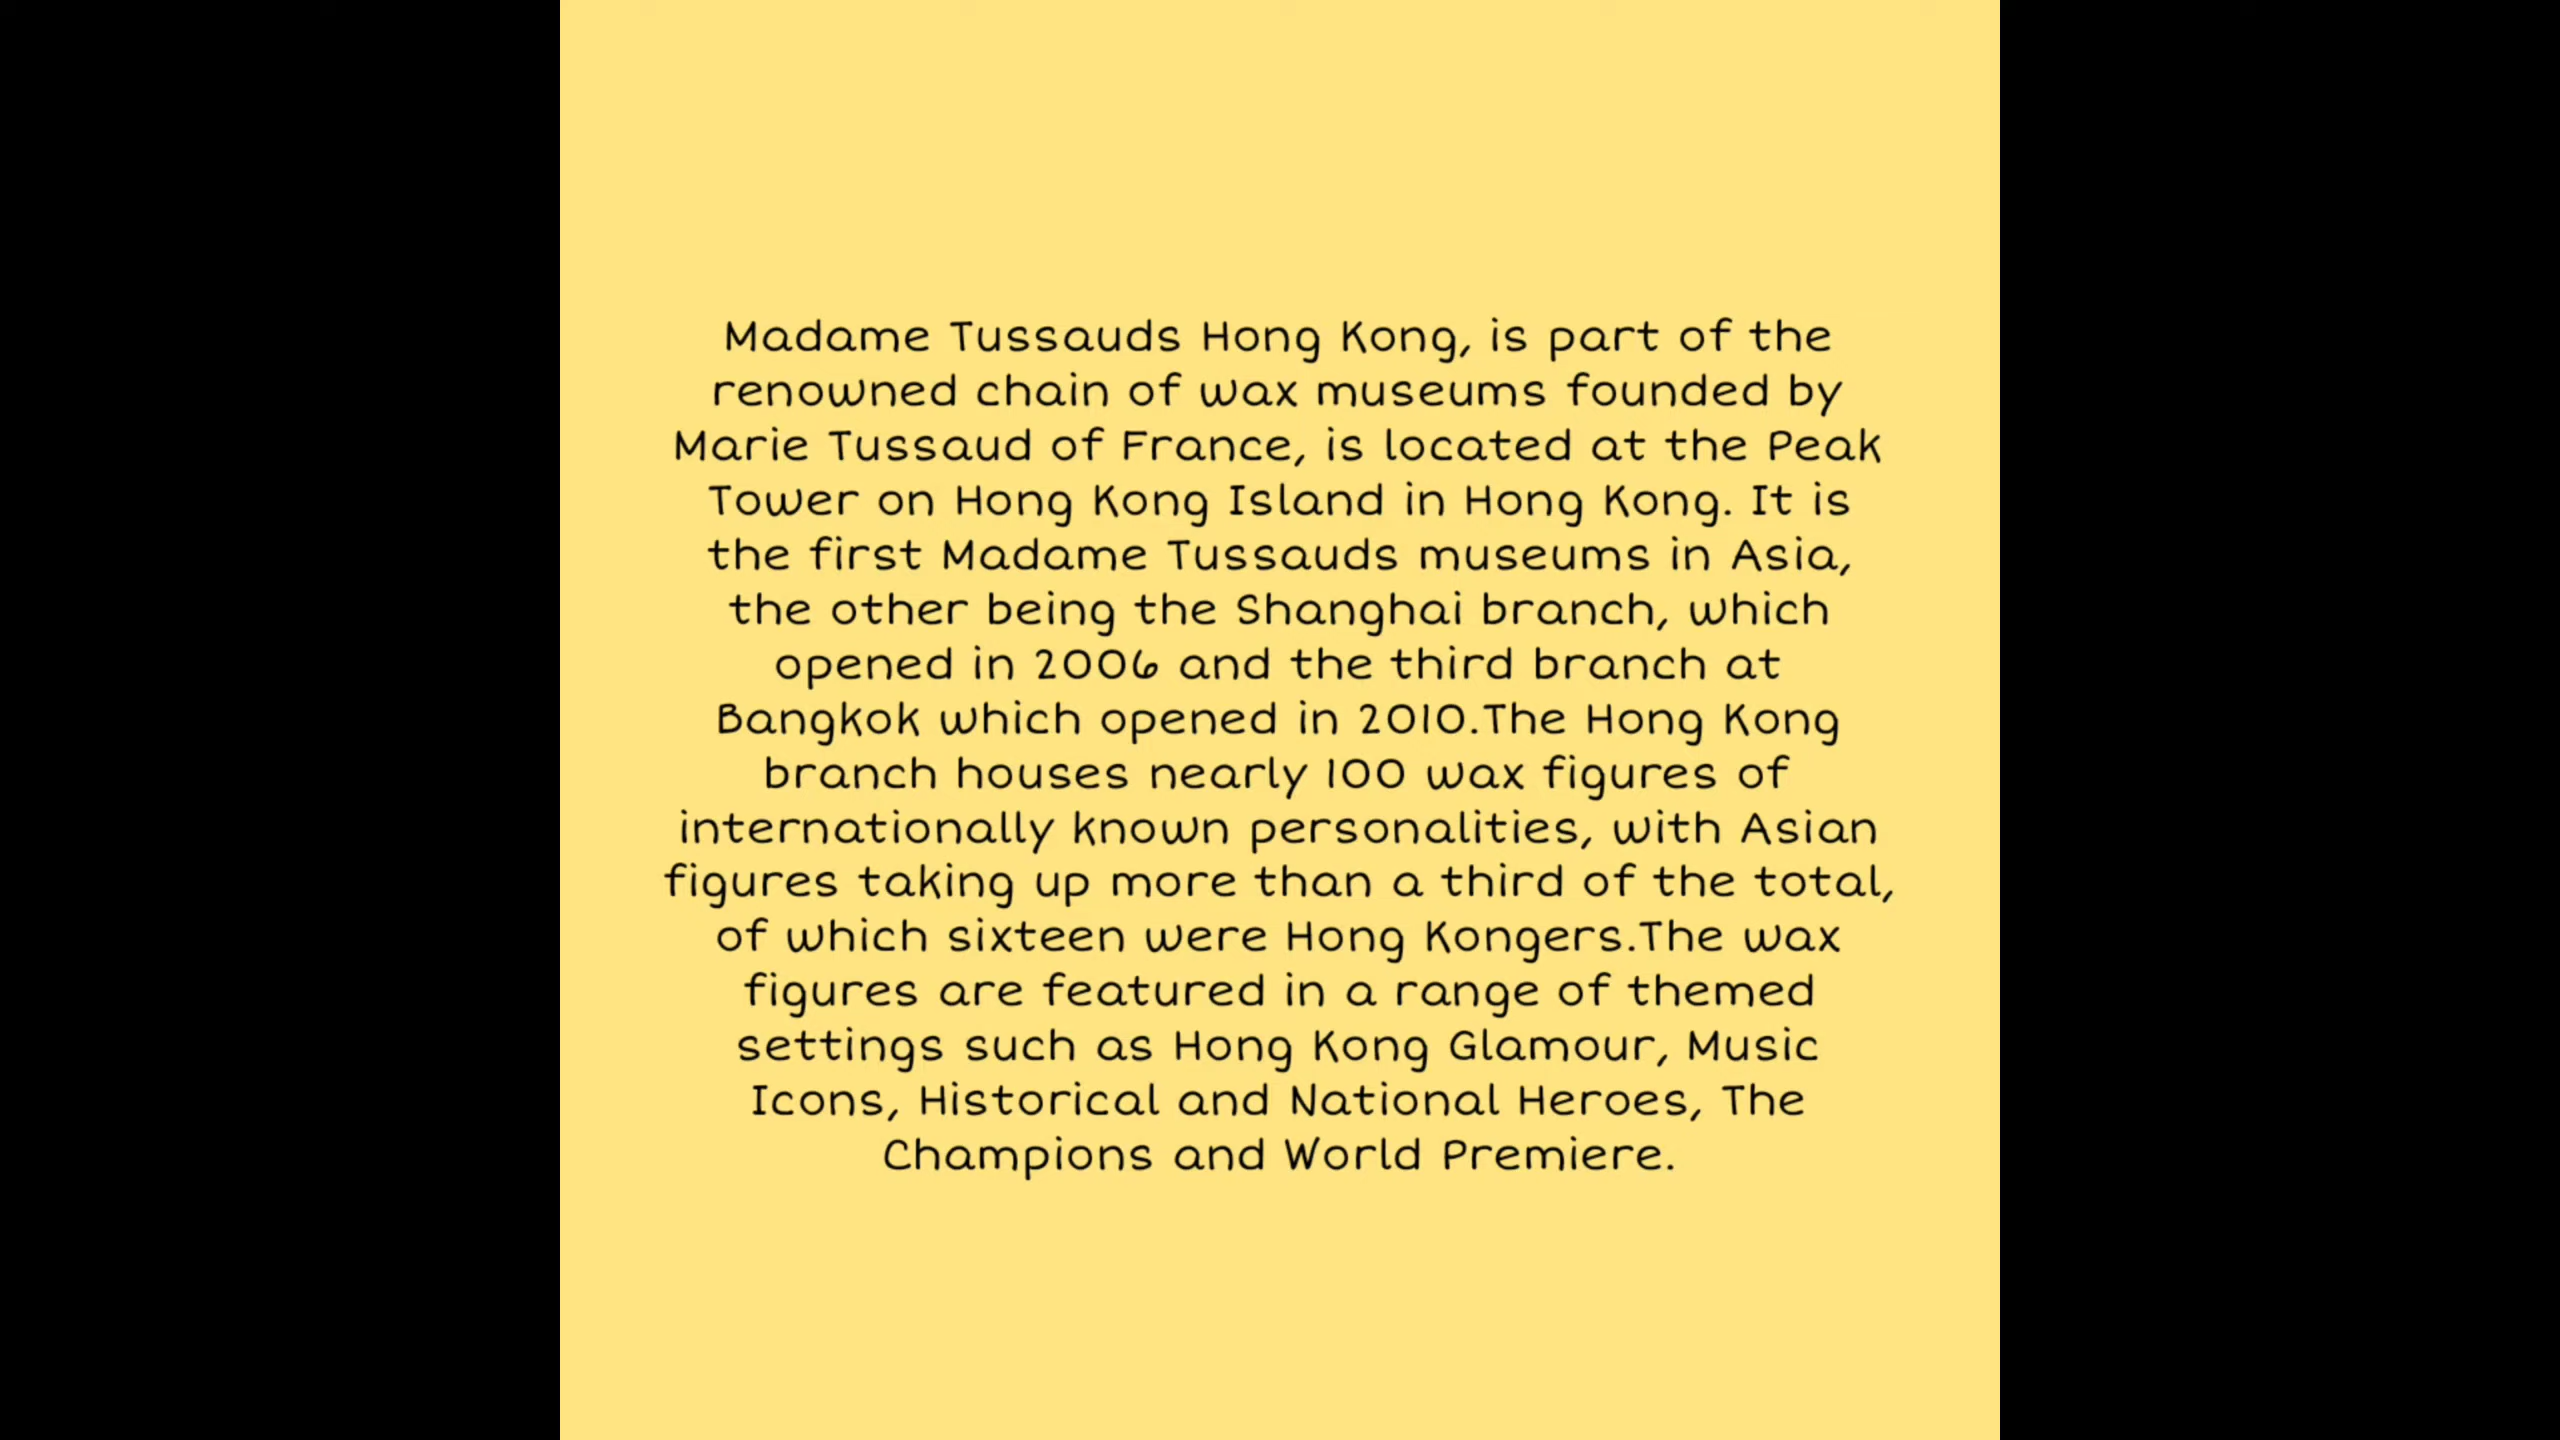 Madame Tussauds Hong Kong, is part of the
renowned chain of wax museums founded by
Marie Tussaud of France, is located at the Peak
Tower on Hong Kong Island in Hong Kong. It is
the first Madame Tussauds museums in Asia,
the other being the Shanghai branch, which
opened in 2006 and the third branch at
Bangkok which opened in 2010.The Hong Kong
branch houses nearly 100 wax figures of
internationally known personalities, with Asian
figures taking up more than a third of the total,
of which sixteen were Hong Kongers.The wax
figures are featured in a range of themed
settings such as Hong Kong Glamour, Music
Icons, Historical and National Heroes, The
Champions and World Premiere.